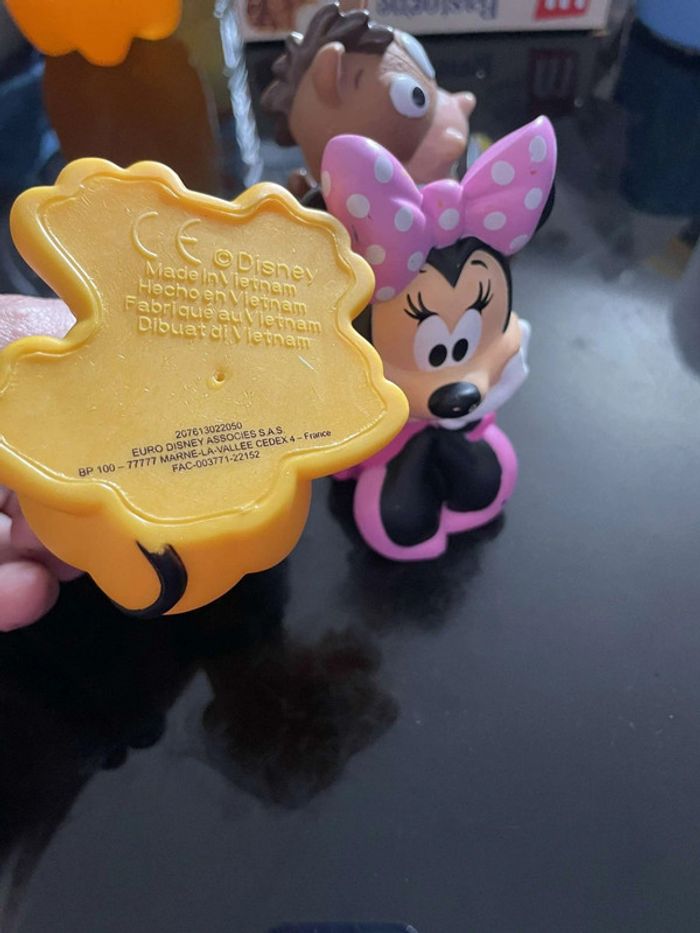 CE ©Disney
Made In Vietnam
Hecho en Vietnam
Fabriqué au Vietnam
Dibuat di Vietnam
207613022050
EURO DISNEY ASSOCIES S.A.S.
BP 100 – 77777 MARNE-LA-VALLEE CEDEX 4 – France
FAC-003771-22152